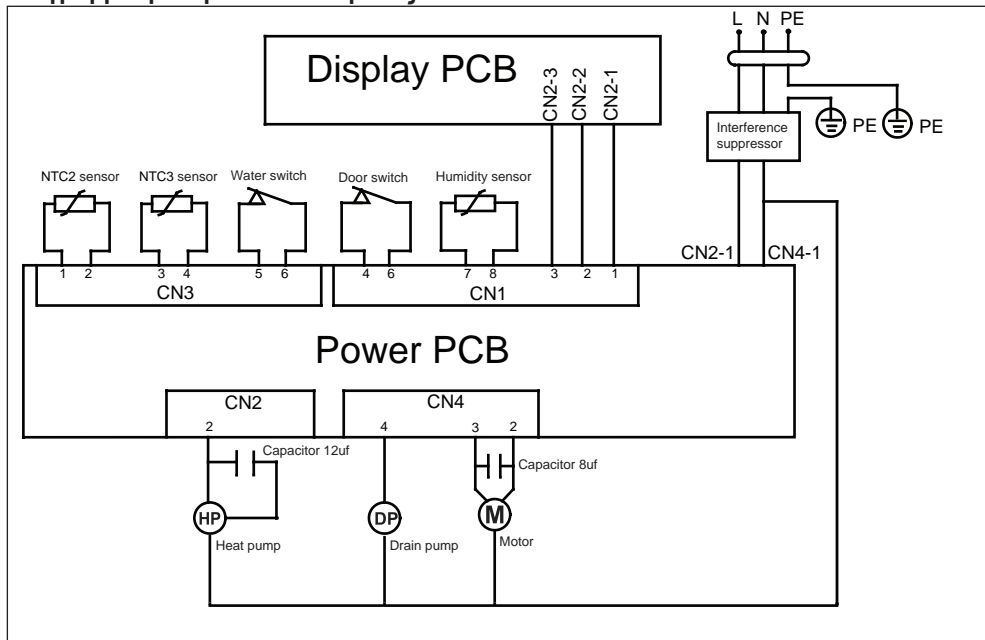 L N PE
Display PCB
CN2-3
CN2-2
CN2-1
Interference
suppressor
PE
PE
NTC2 sensor
NTC3 sensor
Water switch
Door switch
Humidity sensor
CN2-1
CN4-1
1 2 3 4 5 6
4 6 7 8 3 2 1
CN3
CN1
Power PCB
CN2
CN4
2
4
3
2
Capacitor 12uf
Capacitor 8uf
HP
DP
M
Heat pump
Drain pump
Motor